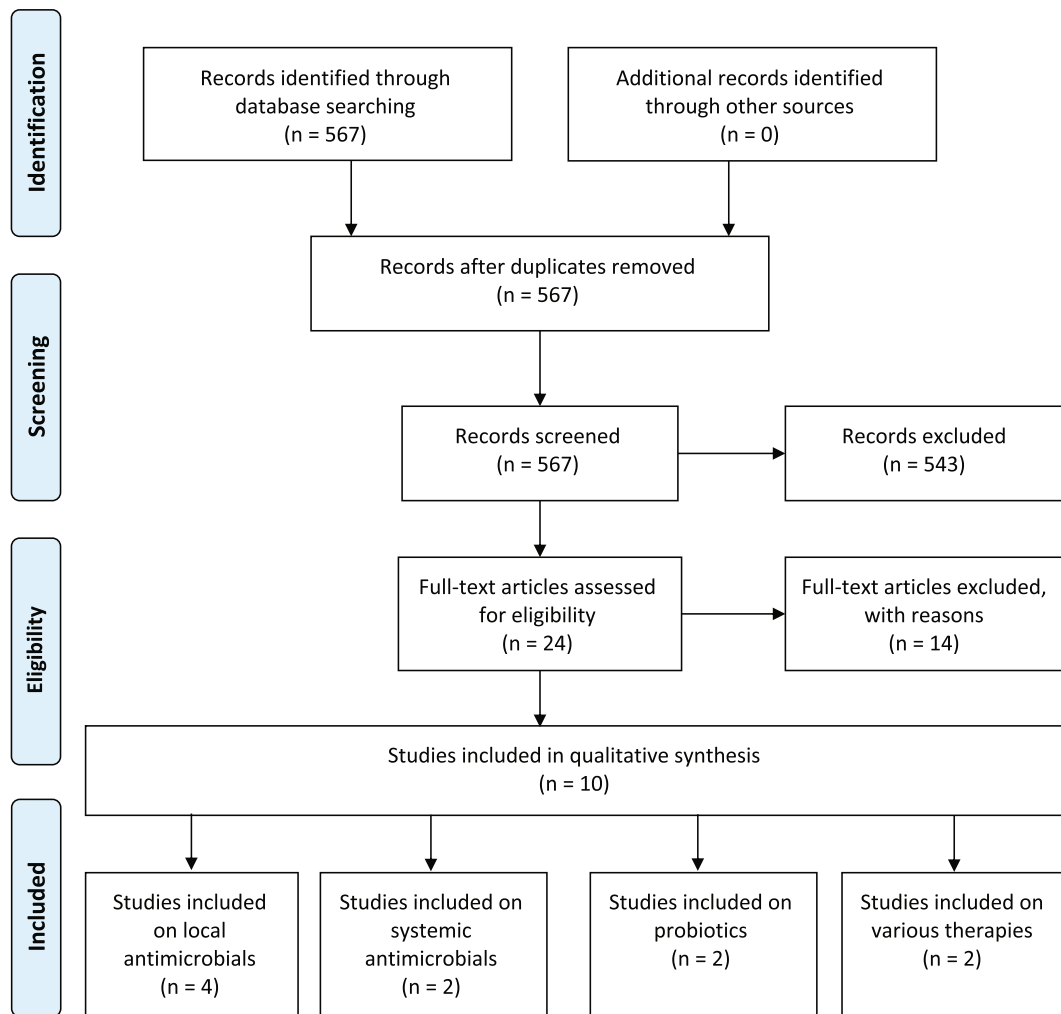 Identification
Records identified through
database searching
(n = 567)
Additional records identified
through other sources
(n = 0)
Records after duplicates removed
(n = 567)
Screening
Records screened
(n = 567)
Records excluded
(n = 543)
Eligibility
Full-text articles assessed
for eligibility
(n = 24)
Full-text articles excluded,
with reasons
(n = 14)
Studies included in qualitative synthesis
(n = 10)
Included
Studies included
on local
antimicrobials
(n = 4)
Studies included on
systemic
antimicrobials
(n = 2)
Studies included on
probiotics
(n = 2)
Studies included on
various therapies
(n = 2)